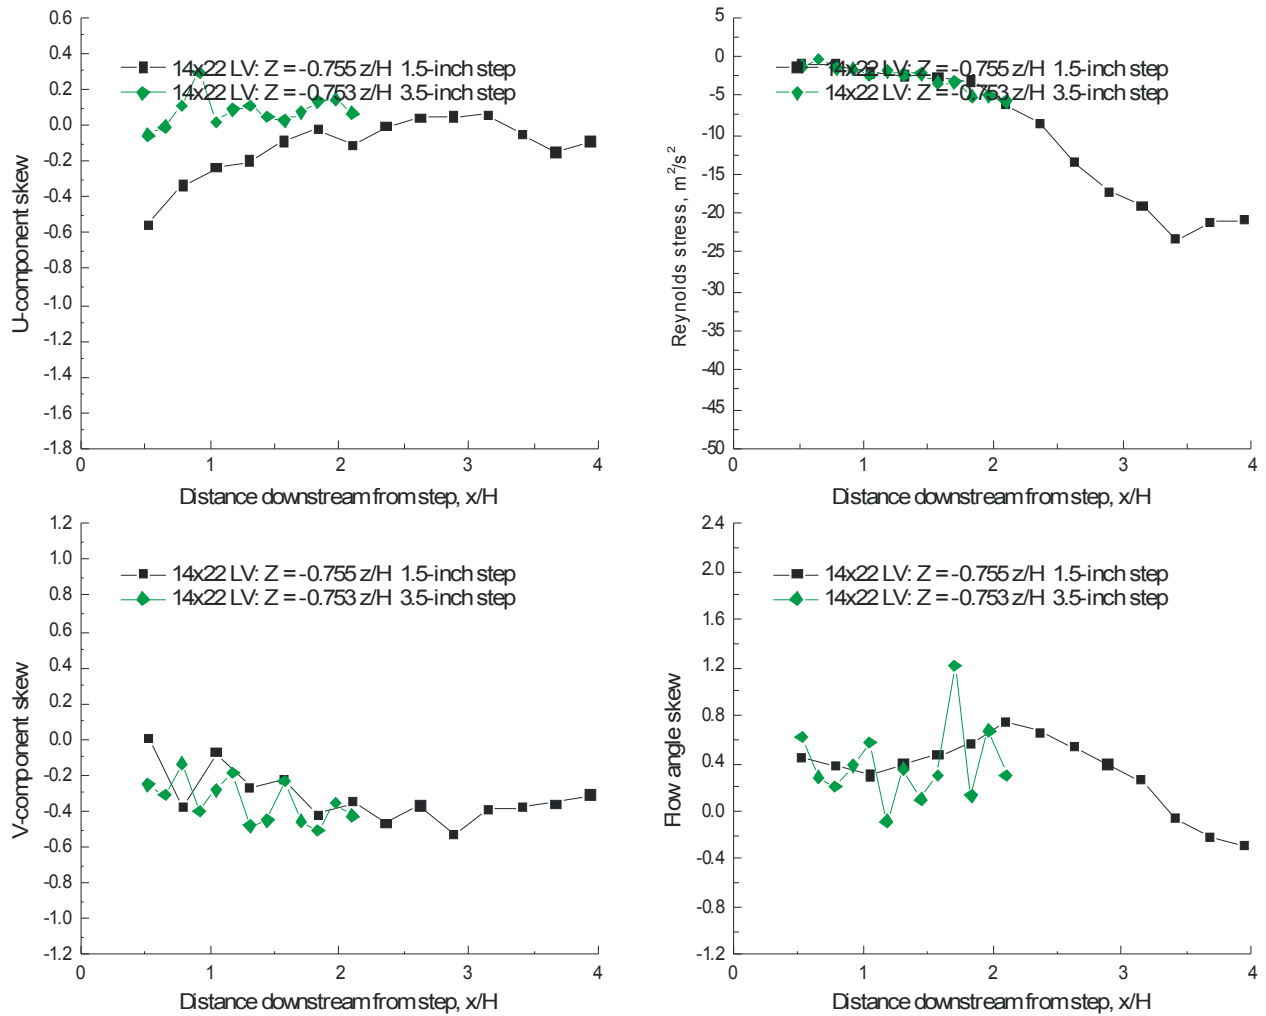 0.6
0.4
0.2
0.0
-0.2
-0.4
-0.6
-0.8
-1.0
-1.2
-1.4
-1.6
-1.8
U-component skew
14x22 LV: Z = -0.755 z/H 1.5-inch step
14x22 LV: Z = -0.753 z/H 3.5-inch step
0 1 2 3 4
Distance downstream from step, x/H
5
0
-5
-10
-15
-20
-25
-30
-35
-40
-45
-50
Reynolds stress, m²/s²
14x22 LV: Z = -0.755 z/H 1.5-inch step
14x22 LV: Z = -0.753 z/H 3.5-inch step
0 1 2 3 4
Distance downstream from step, x/H
1.2
1.0
0.8
0.6
0.4
0.2
0.0
-0.2
-0.4
-0.6
-0.8
-1.0
-1.2
V-component skew
14x22 LV: Z = -0.755 z/H 1.5-inch step
14x22 LV: Z = -0.753 z/H 3.5-inch step
0 1 2 3 4
Distance downstream from step, x/H
2.4
2.0
1.6
1.2
0.8
0.4
0.0
-0.4
-0.8
-1.2
Flow angle skew
14x22 LV: Z = -0.755 z/H 1.5-inch step
14x22 LV: Z = -0.753 z/H 3.5-inch step
0 1 2 3 4
Distance downstream from step, x/H